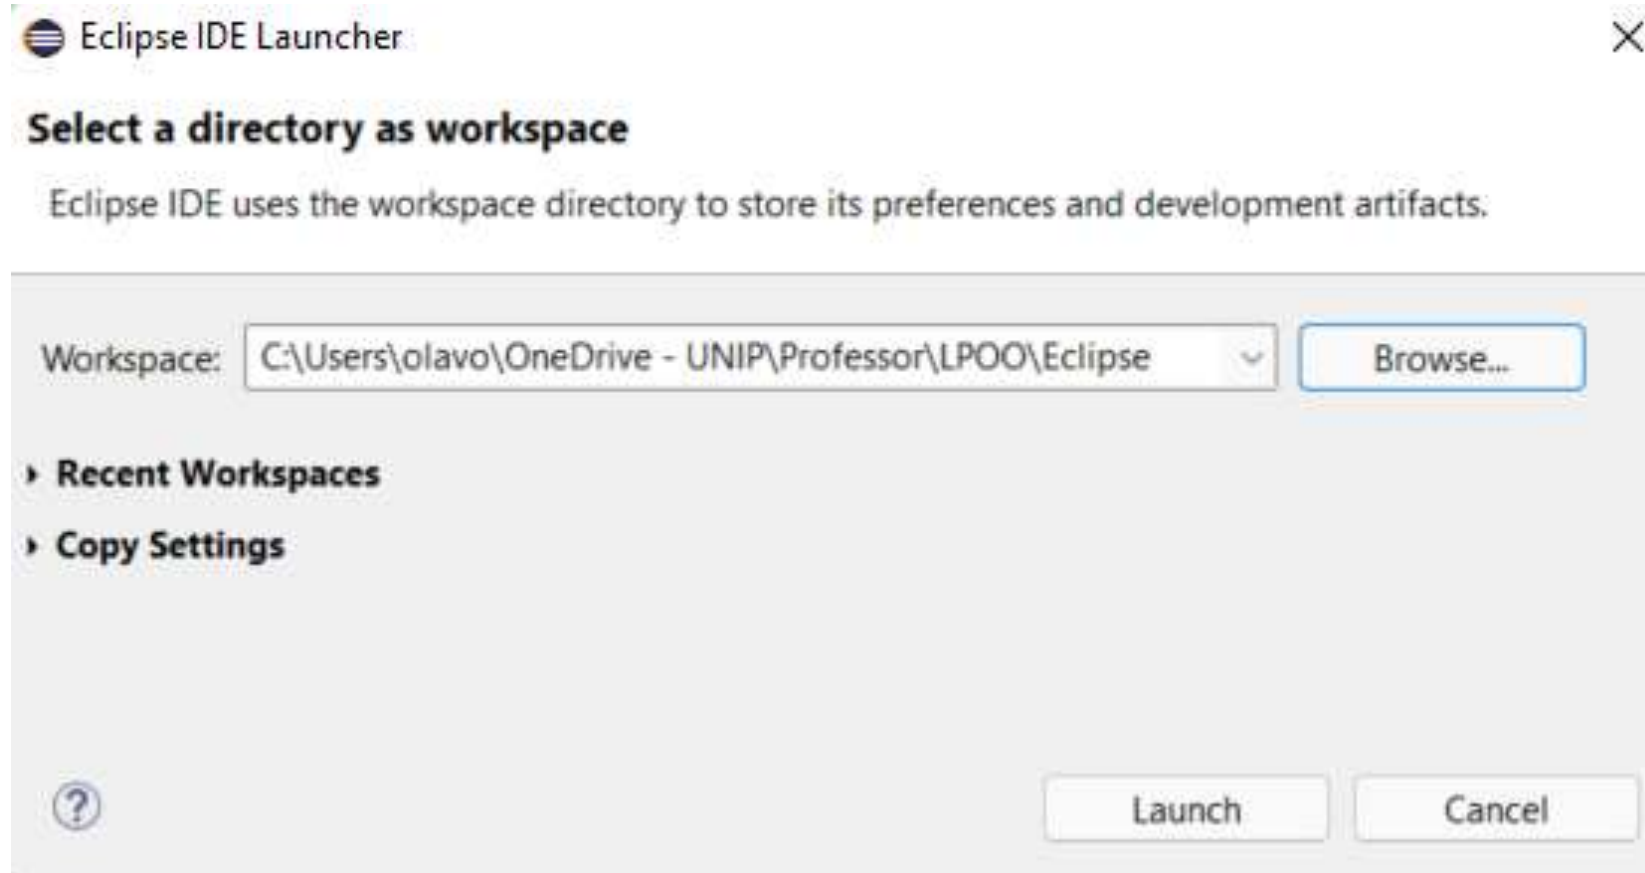 Eclipse IDE Launcher
Select a directory as workspace
Eclipse IDE uses the workspace directory to store its preferences and development artifacts.
Workspace: C:\Users\olavo\OneDrive - UNIP\Professor\LPOO\Eclipse Browse...
Recent Workspaces
Copy Settings
? Launch Cancel